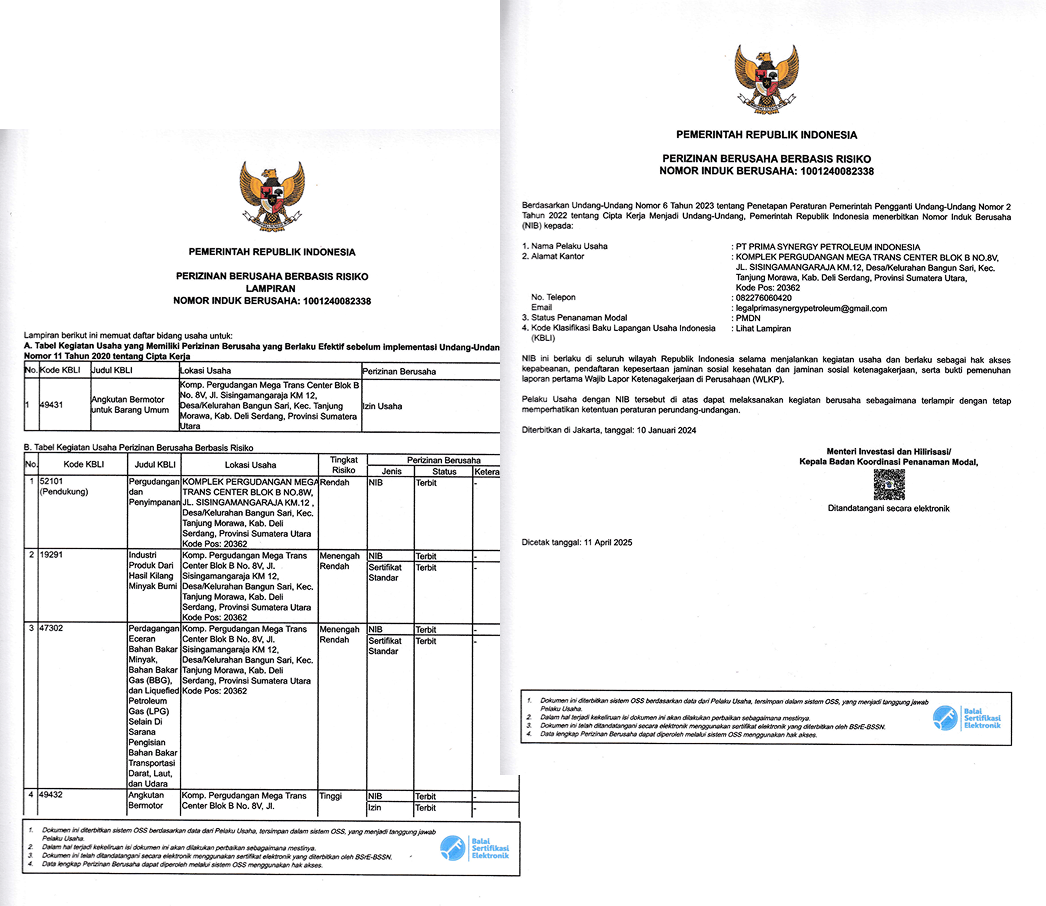 PEMERINTAH REPUBLIK INDONESIA
PERIZINAN BERUSAHA BERBASIS RISIKO
LAMPIRAN
NOMOR INDUK BERUSAHA: 1001240082338
Lampiran berikut ini memuat daftar bidang usaha untuk:
A. Tabel Kegiatan Usaha yang Memiliki Perizinan Berusaha yang Berlaku Efektif sebelum implementasi Undang-Undan
Nomor 11 Tahun 2020 tentang Cipta Kerja
No. Kode KBLI Judul KBLI Lokasi Usaha Perizinan Berusaha
1 49431 Angkutan Bermotor untuk Barang Umum
Komp. Pergudangan Mega Trans Center Blok B
No. 8V, Jl. Sisingamangaraja KM 12,
Desa/Kelurahan Bangun Sari, Kec. Tanjung
Morawa, Kab. Deli Serdang, Provinsi Sumatera
Utara
Izin Usaha
B. Tabel Kegiatan Usaha Perizinan Berusaha Berbasis Risiko
No. Kode KBLI Judul KBLI Lokasi Usaha Tingkat Risiko Perizinan Berusaha
Jenis Status Ketera
1 52101
(Pendukung)
Pergudangan
dan
Penyimpanan
KOMPLEK PERGUDANGAN MEGA
TRANS CENTER BLOK B NO.8W,
JL. SISINGAMANGARAJA KM.12 ,
Desa/Kelurahan Bangun Sari, Kec.
Tanjung Morawa, Kab. Deli
Serdang, Provinsi Sumatera Utara
Kode Pos: 20362
Rendah NIB Terbit -
2 19291
Industri
Produk Dari
Hasil Kilang
Minyak Bumi
Komp. Pergudangan Mega Trans
Center Blok B No. 8V, Jl.
Sisingamangaraja KM 12,
Desa/Kelurahan Bangun Sari, Kec.
Tanjung Morawa, Kab. Deli
Serdang, Provinsi Sumatera Utara
Kode Pos: 20362
Menengah
Rendah
NIB Terbit -
Sertifikat
Standar
Terbit -
3 47302
Perdagangan
Eceran
Bahan Bakar
Minyak,
Bahan Bakar
Gas (BBG),
dan Liquefied
Petroleum
Gas (LPG)
Selain Di
Sarana
Pengisian
Bahan Bakar
Transportasi
Darat, Laut,
dan Udara
Komp. Pergudangan Mega Trans
Center Blok B No. 8V, Jl.
Sisingamangaraja KM 12,
Desa/Kelurahan Bangun Sari, Kec.
Tanjung Morawa, Kab. Deli
Serdang, Provinsi Sumatera Utara
Kode Pos: 20362
Menengah
Rendah
NIB Terbit -
Sertifikat
Standar
Terbit -
4 49432
Angkutan
Bermotor
Komp. Pergudangan Mega Trans
Center Blok B No. 8V, Jl.
Tinggi
NIB Terbit -
Izin Terbit -
1. Dokumen ini diterbitkan sistem OSS berdasarkan data dari Pelaku Usaha, tersimpan dalam sistem OSS, yang menjadi tanggung jawab
Pelaku Usaha.
2. Dalam hal terjadi kekeliruan isi dokumen ini akan dilakukan perbaikan sebagaimana mestinya.
3. Dokumen ini telah ditandatangani secara elektronik menggunakan sertifikat elektronik yang diterbitkan oleh BSrE-BSSN.
4. Data lengkap Perizinan Berusaha dapat diperoleh melalui sistem OSS menggunakan hak akses.
Balai
Sertifikasi
Elektronik
PEMERINTAH REPUBLIK INDONESIA
PERIZINAN BERUSAHA BERBASIS RISIKO
NOMOR INDUK BERUSAHA: 1001240082338
Berdasarkan Undang-Undang Nomor 6 Tahun 2023 tentang Penetapan Peraturan Pemerintah Pengganti Undang-Undang Nomor 2
Tahun 2022 tentang Cipta Kerja Menjadi Undang-Undang, Pemerintah Republik Indonesia menerbitkan Nomor Induk Berusaha
(NIB) kepada:
1. Nama Pelaku Usaha : PT PRIMA SYNERGY PETROLEUM INDONESIA
2. Alamat Kantor : KOMPLEK PERGUDANGAN MEGA TRANS CENTER BLOK B NO.8V,
JL. SISINGAMANGARAJA KM.12, Desa/Kelurahan Bangun Sari, Kec.
Tanjung Morawa, Kab. Deli Serdang, Provinsi Sumatera Utara,
Kode Pos: 20362
No. Telepon : 082276060420
Email : legalprimasynergypetroleum@gmail.com
3. Status Penanaman Modal : PMDN
4. Kode Klasifikasi Baku Lapangan Usaha Indonesia : Lihat Lampiran
(KBLI)
NIB ini berlaku di seluruh wilayah Republik Indonesia selama menjalankan kegiatan usaha dan berlaku sebagai hak akses
kepabeanan, pendaftaran kepesertaan jaminan sosial kesehatan dan jaminan sosial ketenagakerjaan, serta bukti pemenuhan
laporan pertama Wajib Lapor Ketenagakerjaan di Perusahaan (WLKP).
Pelaku Usaha dengan NIB tersebut di atas dapat melaksanakan kegiatan berusaha sebagaimana terlampir dengan tetap
memperhatikan ketentuan peraturan perundang-undangan.
Diterbitkan di Jakarta, tanggal: 10 Januari 2024
Menteri Investasi dan Hilirisasi/
Kepala Badan Koordinasi Penanaman Modal,
Ditandatangani secara elektronik
Dicetak tanggal: 11 April 2025
1. Dokumen ini diterbitkan sistem OSS berdasarkan data dari Pelaku Usaha, tersimpan dalam sistem OSS, yang menjadi tanggung jawab
Pelaku Usaha.
2. Dalam hal terjadi kekeliruan isi dokumen ini akan dilakukan perbaikan sebagaimana mestinya.
3. Dokumen ini telah ditandatangani secara elektronik menggunakan sertifikat elektronik yang diterbitkan oleh BSrE-BSSN.
4. Data lengkap Perizinan Berusaha dapat diperoleh melalui sistem OSS menggunakan hak akses.
Balai
Sertifikasi
Elektronik